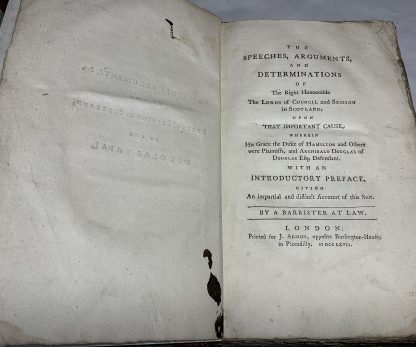 THE
SPEECHES, ARGUMENTS,
AND
DETERMINATIONS
OF
The Right Honourable
The LORDS of COUNCIL and SESSION
in SCOTLAND,
UPON
THAT IMPORTANT CAUSE,
WHEREIN
His Grace the Duke of HAMILTON and Others
were Plaintiffs, and ARCHIBALD DOUGLAS of
DOUGLAS Esq; Defendant.
WITH AN
INTRODUCTORY PREFACE,
GIVING
An impartial and distinct Account of this Suit.
BY A BARRISTER AT LAW.
LONDON:
Printed for J. ALMON, opposite Burlington-House,
in Piccadilly. MDCCLXVII.